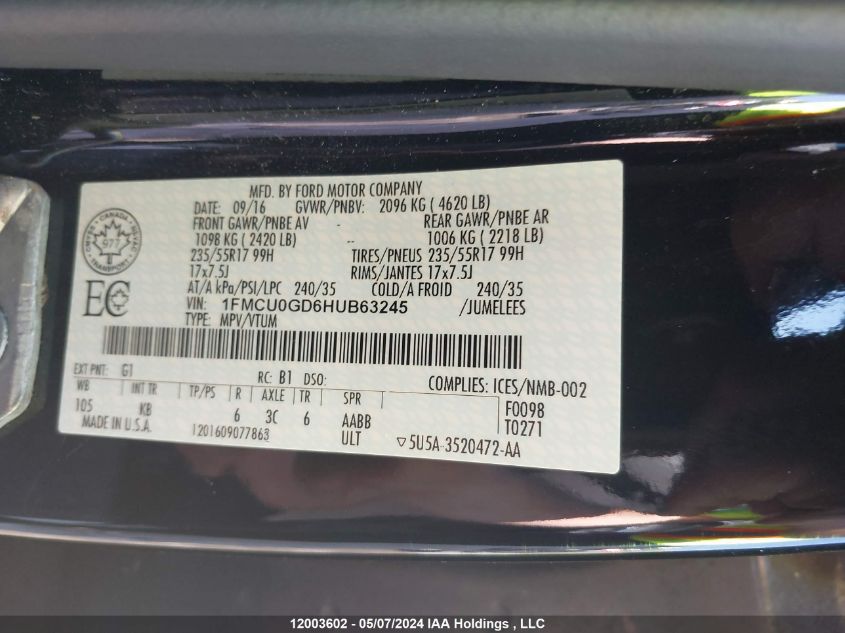 MFD. BY FORD MOTOR COMPANY
DATE: 09/16 GVWR/PNBV: 2096 KG ( 4620 LB)
FRONT GAWR/PNBE AV - REAR GAWR/PNBE AR
1098 KG ( 2420 LB) -- 1006 KG ( 2218 LB)
235/55R17 99H TIRES/PNEUS 235/55R17 99H
17x7.5J RIMS/JANTES 17x7.5J
AT/A kPa/PSI/LPC 240/35 COLD/A FROID 240/35
VIN: 1FMCU0GD6HUB63245 /JUMELEES
TYPE: MPV/VTUM
CANADA
977
TRANSPORT
EC
EXT PNT: G1 RC: B1 DSO: COMPLIES: ICES/NMB-002
WB INT TR TP/PS R AXLE TR SPR F0098
105 KB 6 3C 6 AABB T0271
MADE IN U.S.A. 1201609077863 ULT ▽5U5A-3520472-AA
12003602 - 05/07/2024 IAA Holdings , LLC